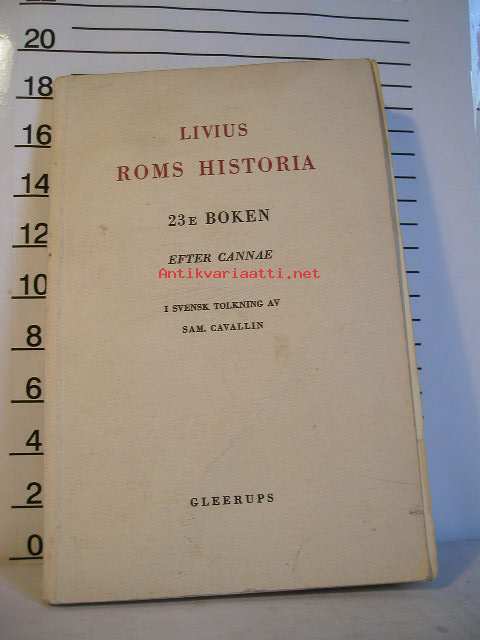 20
18
16
14
12
10
8
6
4
2
0
LIVIUS
ROMS HISTORIA
23E BOKEN
EFTER CANNAE
Antikvariaatti.net
I SVENSK TOLKNING AV
SAM. CAVALLIN
GLEERUPS